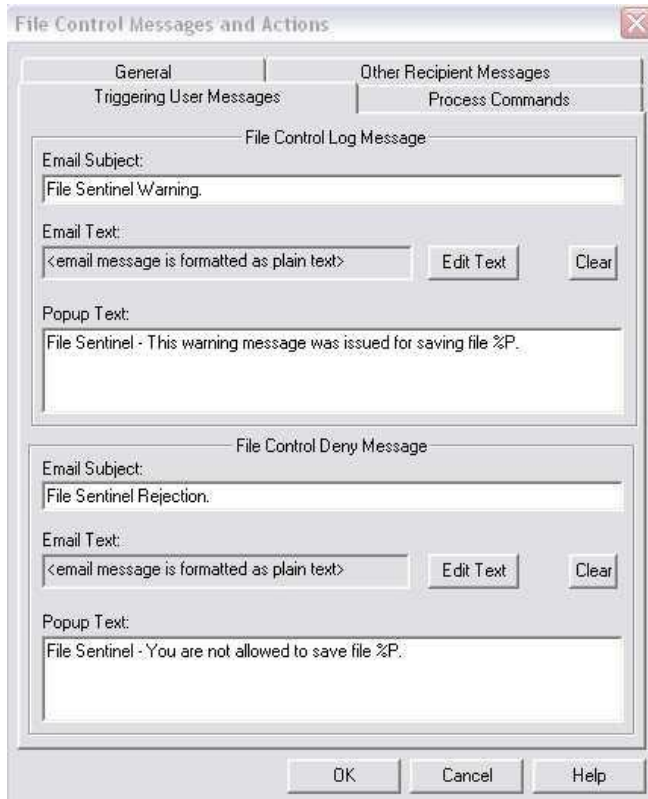 File Control Messages and Actions
General
Other Recipient Messages
Triggering User Messages
Process Commands
File Control Log Message
Email Subject:
File Sentinel Warning.
Email Text:
<email message is formatted as plain text>
Edit Text
Clear
Popup Text:
File Sentinel - This warning message was issued for saving file %P.
File Control Deny Message
Email Subject:
File Sentinel Rejection.
Email Text:
<email message is formatted as plain text>
Edit Text
Clear
Popup Text:
File Sentinel - You are not allowed to save file %P.
OK
Cancel
Help